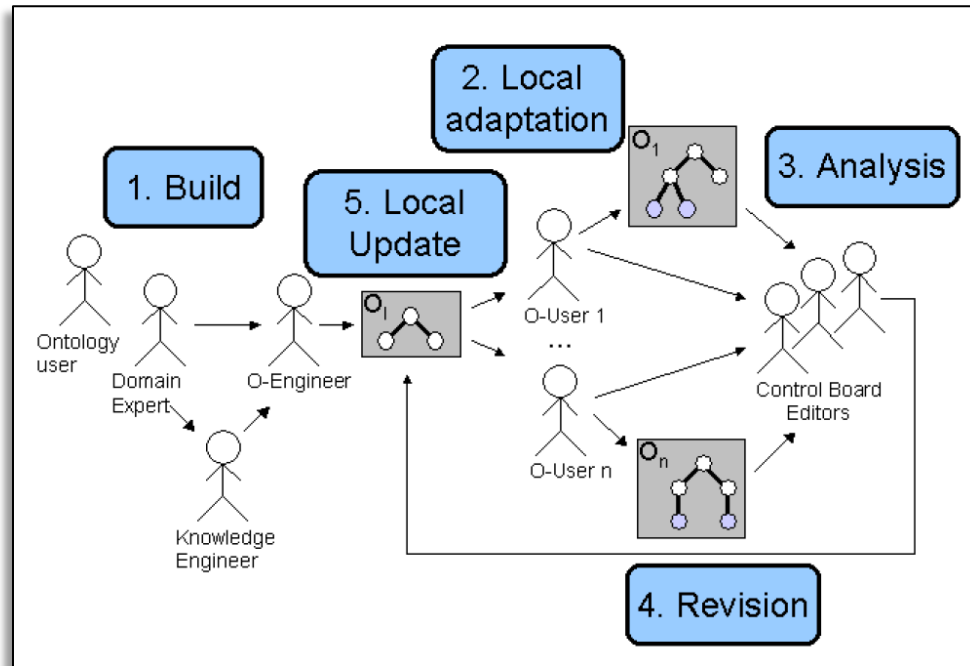 1. Build
2. Local
adaptation
3. Analysis
4. Revision
5. Local
Update
Ontology
user
Domain
Expert
Knowledge
Engineer
O-Engineer
OI
O-User 1
...
O-User n
O1
On
Control Board
Editors